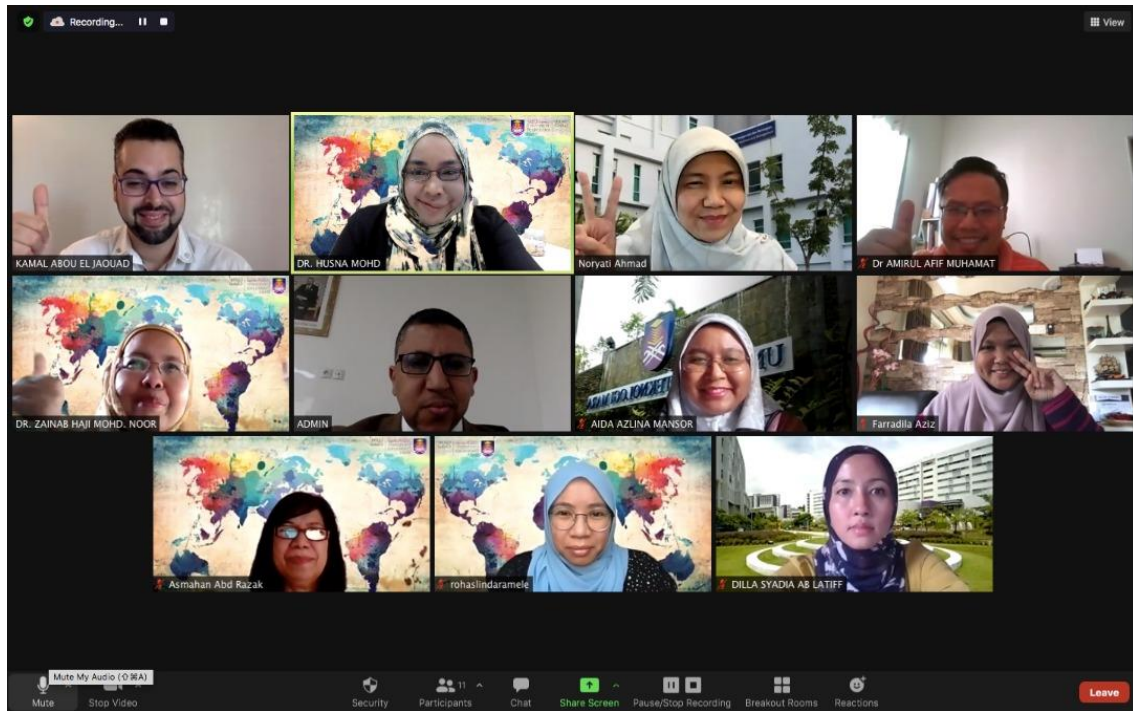 Recording...
View
KAMAL ABOU EL JAOUAD
DR. HUSNA MOHD
Noryati Ahmad
Dr AMIRUL AFIF MUHAMAT
DR. ZAINAB HAJI MOHD. NOOR
ADMIN
AIDA AZLINA MANSOR
Farradila Aziz
Asmahan Abd Razak
rohaslindaramele
DILLA SYADIA AB LATIFF
Mute My Audio (⇧⌘A)
Mute
Stop Video
Security
Participants
11
Chat
Share Screen
Pause/Stop Recording
Breakout Rooms
Reactions
Leave